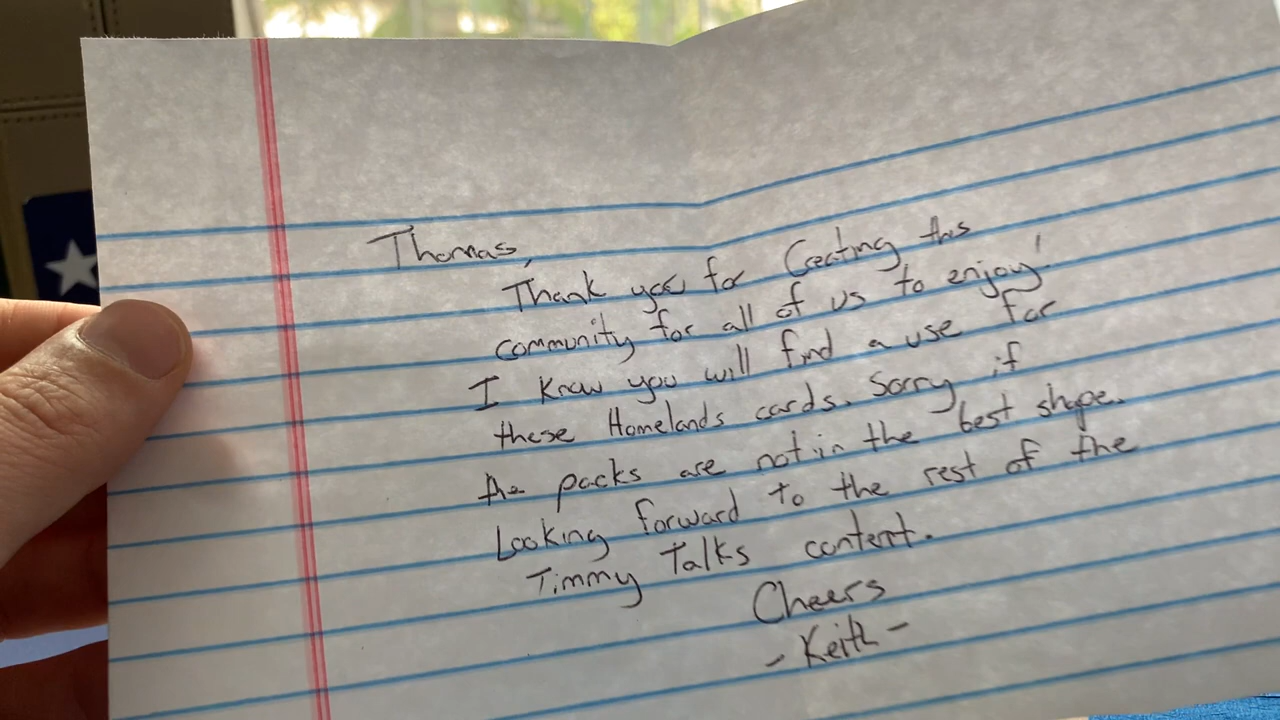 Thomas,
Thank you for Creating this
community for all of us to enjoy!
I know you will find a use for
these Homelands cards. Sorry if
the packs are not in the best shape.
Looking forward to the rest of the
Timmy Talks content.
Cheers
- Keith -